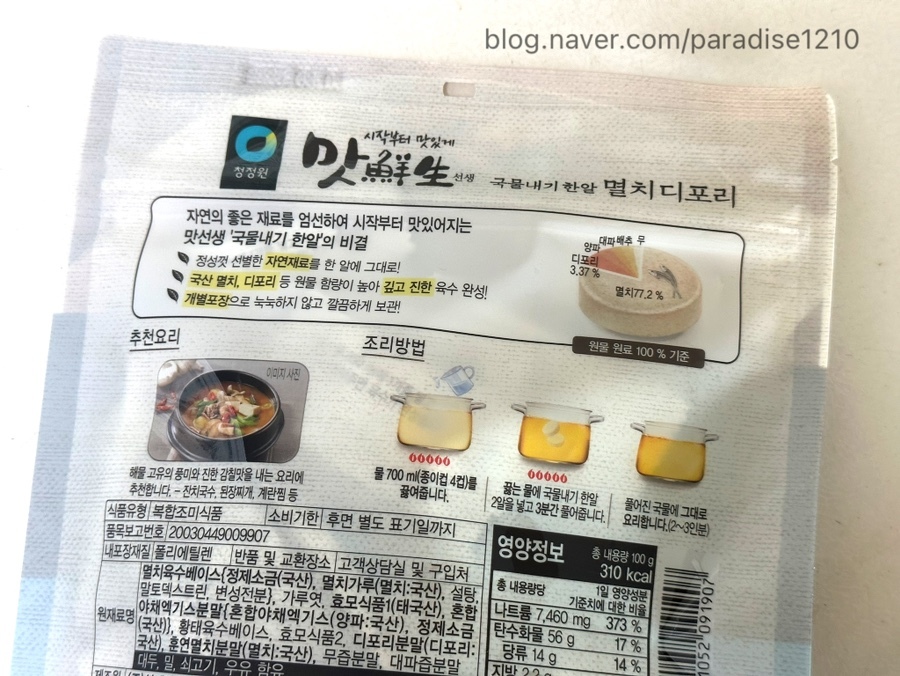 blog.naver.com/paradise1210
청정원
시작부터 맛있게
맛鮮生 선생 국물내기 한알 멸치디포리
자연의 좋은 재료를 엄선하여 시작부터 맛있어지는
맛선생 '국물내기 한알'의 비결
정성껏 선별한 자연재료를 한 알에 그대로!
국산 멸치, 디포리 등 원물 함량이 높아 깊고 진한 육수 완성!
개별포장으로 눅눅하지 않고 깔끔하게 보관!
양파 대파 배추 무
디포리
3.37 %
멸치77.2 %
원물 원료 100 % 기준
추천요리
이미지 사진
해물 고유의 풍미와 진한 감칠맛을 내는 요리에
추천합니다. - 잔치국수, 된장찌개, 계란찜 등
조리방법
물 700 ml(종이컵 4컵)를
끓여줍니다.
끓는 물에 국물내기 한알
2알을 넣고 3분간 풀어줍니다.
풀어진 국물에 그대로
요리합니다.(2~3인분)
식품유형 복합조미식품 소비기한 후면 별도 표기일까지
품목보고번호 20030449009907
내포장재질 폴리에틸렌 반품 및 교환장소 고객상담실 및 구입처
원재료명
멸치육수베이스(정제소금(국산), 멸치가루(멸치:국산), 설탕
말토덱스트린, 변성전분), 가루엿, 효모식품1(태국산), 혼합
야채엑기스분말(혼합야채엑기스(양파:국산), 정제소금
(국산)), 황태육수베이스, 효모식품2, 디포리분말(디포리:
국산), 훈연멸치분말(멸치:국산), 무즙분말, 대파즙분말
대두, 밀, 쇠고기, 우유 함유
영양정보
총 내용량 100 g
310 kcal
총 내용량당
1일 영양성분
기준치에 대한 비율
나트륨 7,460 mg 373 %
탄수화물 56 g 17 %
당류 14 g 14 %
지방
1052 091907